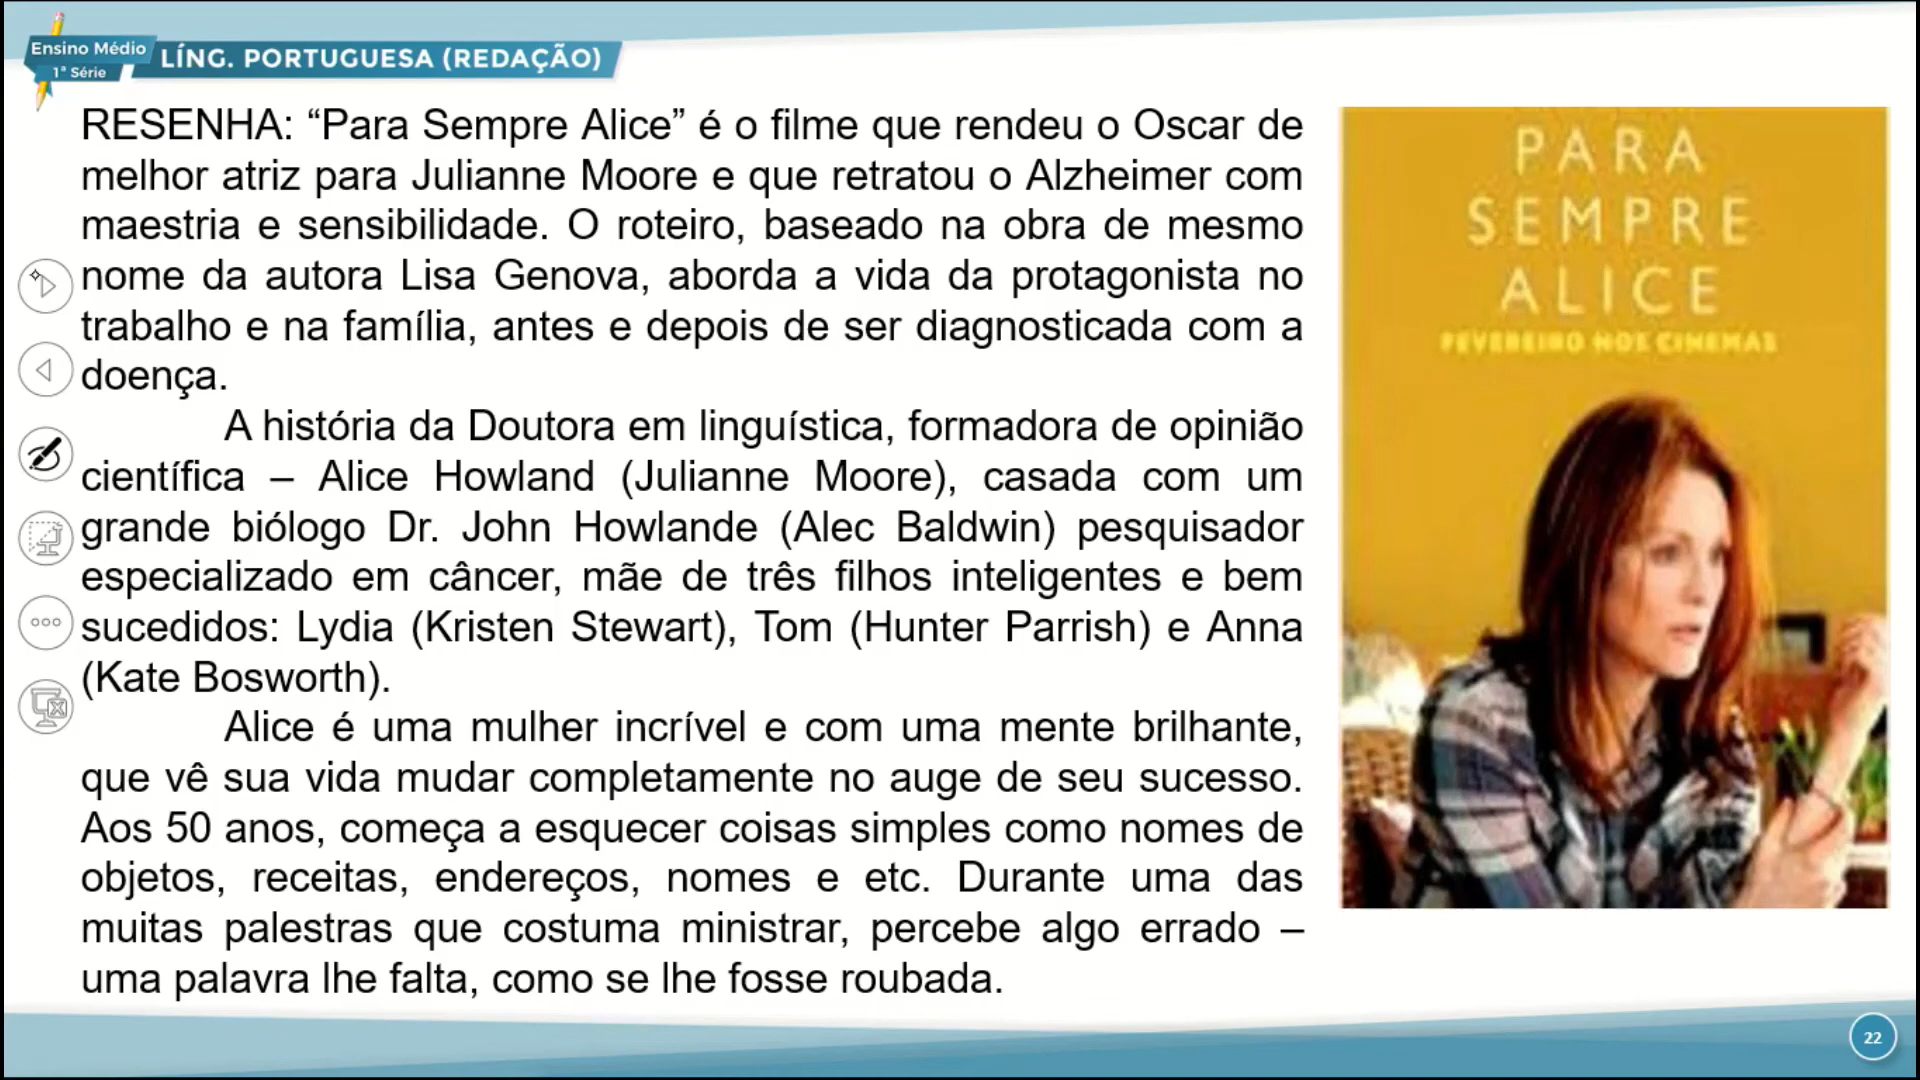 Ensino Médio
1ª Série
LÍNG. PORTUGUESA (REDAÇÃO)
RESENHA: “Para Sempre Alice” é o filme que rendeu o Oscar de
melhor atriz para Julianne Moore e que retratou o Alzheimer com
maestria e sensibilidade. O roteiro, baseado na obra de mesmo
nome da autora Lisa Genova, aborda a vida da protagonista no
trabalho e na família, antes e depois de ser diagnosticada com a
doença.
A história da Doutora em linguística, formadora de opinião
científica – Alice Howland (Julianne Moore), casada com um
grande biólogo Dr. John Howlande (Alec Baldwin) pesquisador
especializado em câncer, mãe de três filhos inteligentes e bem
sucedidos: Lydia (Kristen Stewart), Tom (Hunter Parrish) e Anna
(Kate Bosworth).
Alice é uma mulher incrível e com uma mente brilhante,
que vê sua vida mudar completamente no auge de seu sucesso.
Aos 50 anos, começa a esquecer coisas simples como nomes de
objetos, receitas, endereços, nomes e etc. Durante uma das
muitas palestras que costuma ministrar, percebe algo errado –
uma palavra lhe falta, como se lhe fosse roubada.
PARA
SEMPRE
ALICE
FEVEREIRO NOS CINEMAS
22